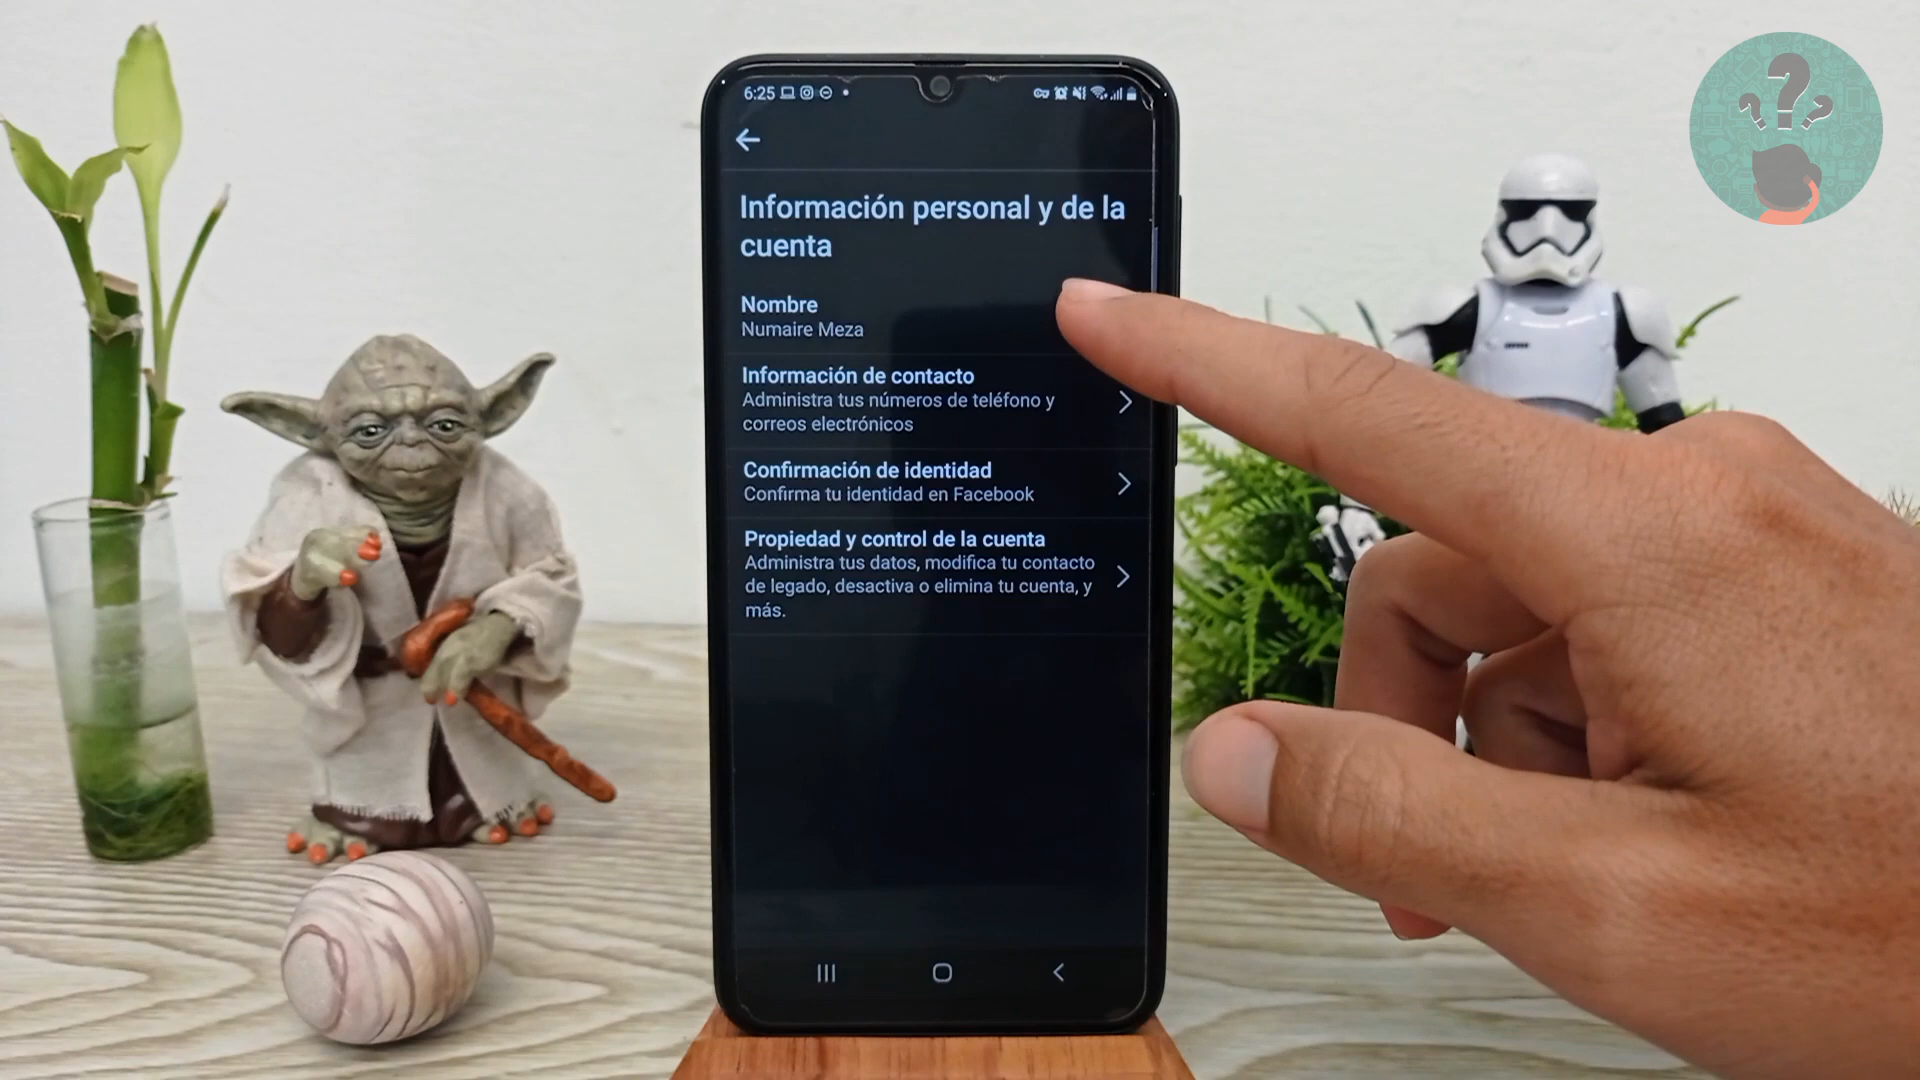 6:25
Información personal y de la
cuenta
Nombre
Numaire Meza
Información de contacto
Administra tus números de teléfono y
correos electrónicos
Confirmación de identidad
Confirma tu identidad en Facebook
Propiedad y control de la cuenta
Administra tus datos, modifica tu contacto
de legado, desactiva o elimina tu cuenta, y
más.